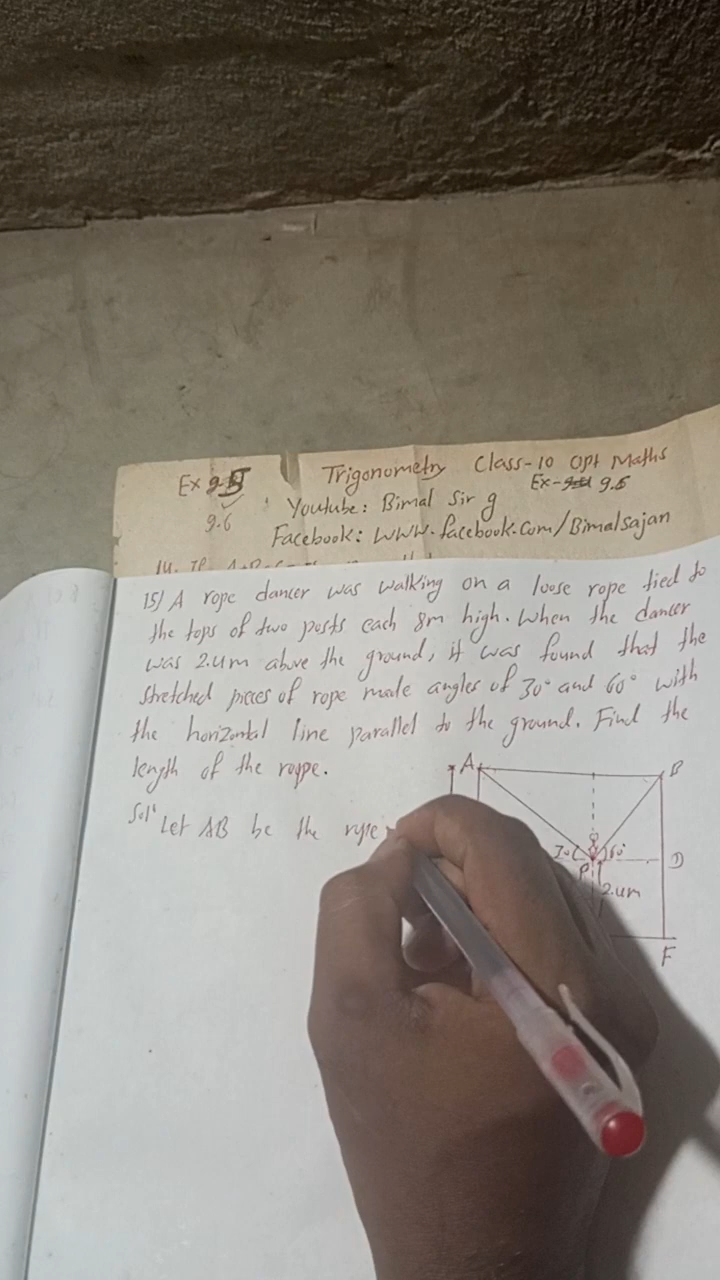 Ex 9.5
9.6
Trigonometry Class-10 Opt Maths
Ex- 9.6
Youtube: Bimal Sir g
Facebook: www.facebook.com/Bimalsajan
15) A rope dancer was walking on a loose rope tied to
the tops of two posts each 8m high. When the dancer
was 2.4m above the ground, it was found that the
stretched pieces of rope made angles of 30° and 60° with
the horizontal line parallel to the ground. Find the
length of the roppe.
Solⁿ
Let AB be the rope
A
B
30
60°
D
P
2.4m
F